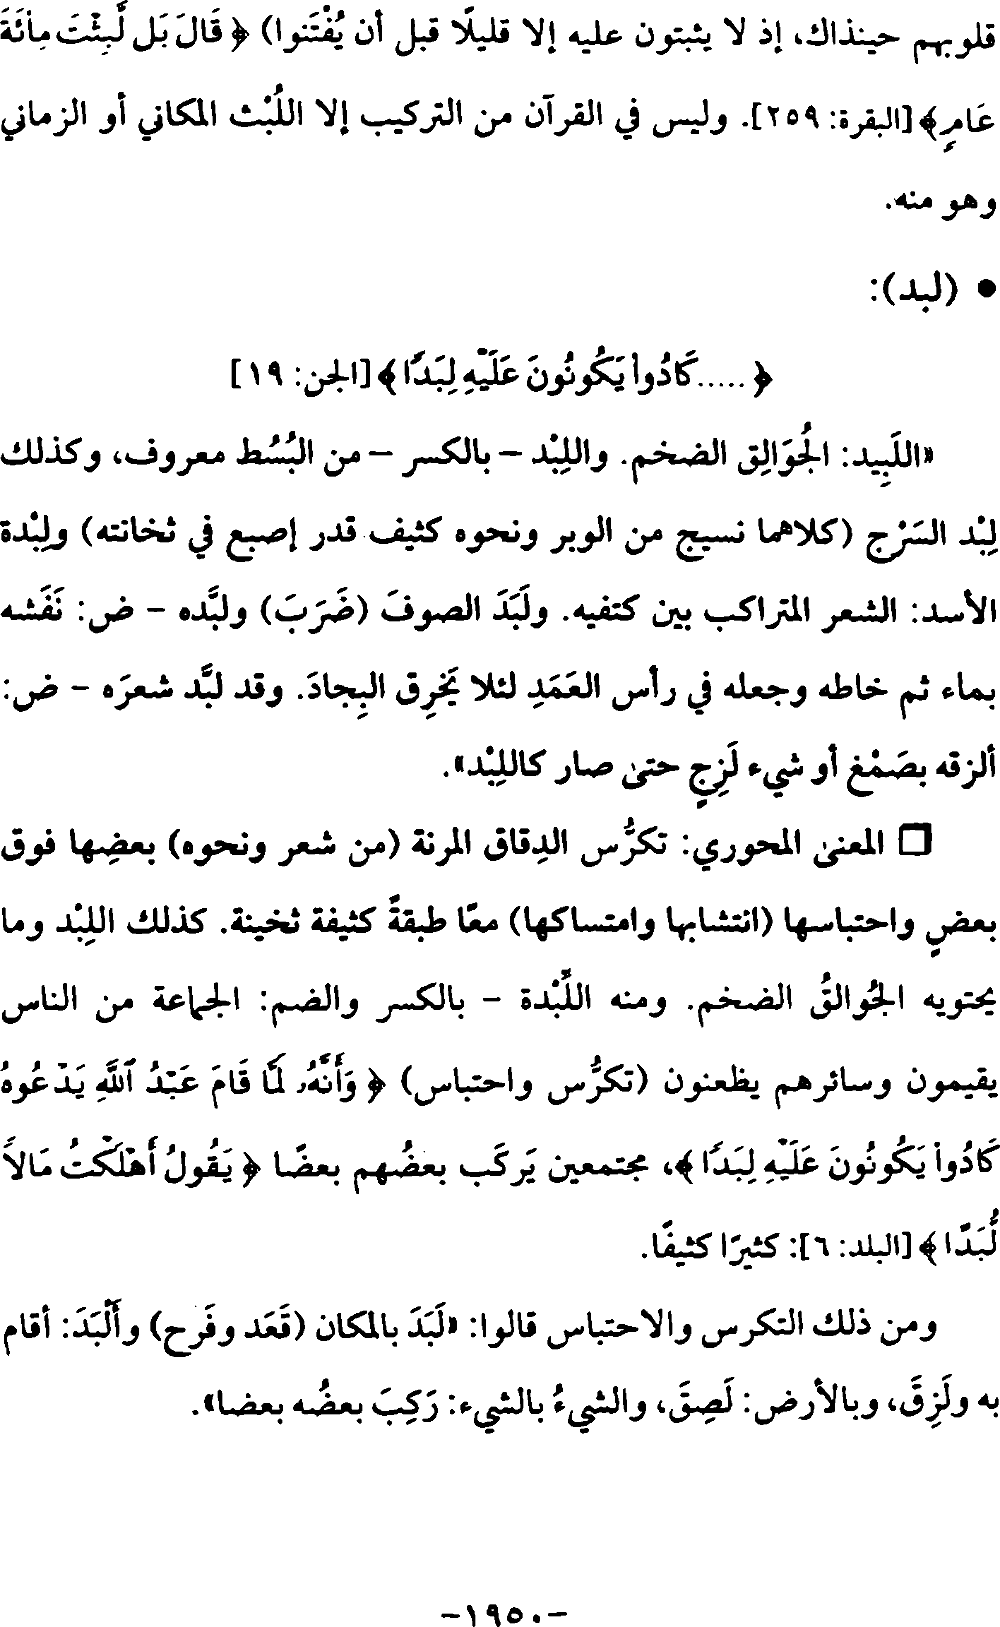 قلوبهم حينذاك، إذ لا يثبتون عليه إلا قليلًا قبل أن يُفْتَنوا) ﴿ قَالَ بَل لَّبِثْتَ مِاْئَةَ
عَامٍ﴾ [البقرة: ٢٥٩]. وليس في القرآن من التركيب إلا اللُبْث المكاني أو الزماني
وهو منه.
• (لبد):
﴿ .....كَادُواْ يَكُونُونَ عَلَيْهِ لِبَدًا ﴾ [الجن: ١٩]
«اللَبِيد: الجُوَالِق الضخم. واللِبْد – بالكسر – من البُسُط معروف، وكذلك
لِبْد السَرْج (كلاهما نسيج من الوبر ونحوه كثيف قدر إصبع في ثخانته) ولِبْدة
الأسد: الشعر المتراكب بين كتفيه. ولَبَدَ الصوفَ (ضَرَبَ) ولبَّده – ض: نَفَشه
بماء ثم خاطه وجعله في رأس العَمَدِ لئلا يَخْرِق البِجادَ. وقد لبَّد شعرَه – ض:
ألزقه بصَمْغ أو شيء لَزِجٍ حتىٰ صار كاللِبْد».
❒ المعنىٰ المحوري: تكرُّس الدِقاق المرنة (من شعر ونحوه) بعضِها فوق
بعضٍ واحتباسها (انتشابها وامتساكها) معًا طبقةً كثيفة ثخينة. كذلك اللِبْد وما
يحتويه الجُوالقُ الضخم. ومنه اللِّبْدة – بالكسر والضم: الجماعة من الناس
يقيمون وسائرهم يظعنون (تكرُّس واحتباس) ﴿ وَأَنَّهُۥ لَمَّا قَامَ عَبْدُ ٱللَّهِ يَدْعُوهُ
كَادُواْ يَكُونُونَ عَلَيْهِ لِبَدًا ﴾، مجتمعين يَركَب بعضُهم بعضًا ﴿ يَقُولُ أَهْلَكْتُ مَالاً
لُّبَدًا ﴾ [البلد: ٦]: كثيرًا كثيفًا.
ومن ذلك التكرس والاحتباس قالوا: «لَبَدَ بالمكان (قَعَد وفَرِح) وأَلْبَدَ: أقام
به ولَزِقَ، وبالأرض: لَصِقَ، والشيءُ بالشيء: رَكِبَ بعضُه بعضا».
–١٩٥٠–